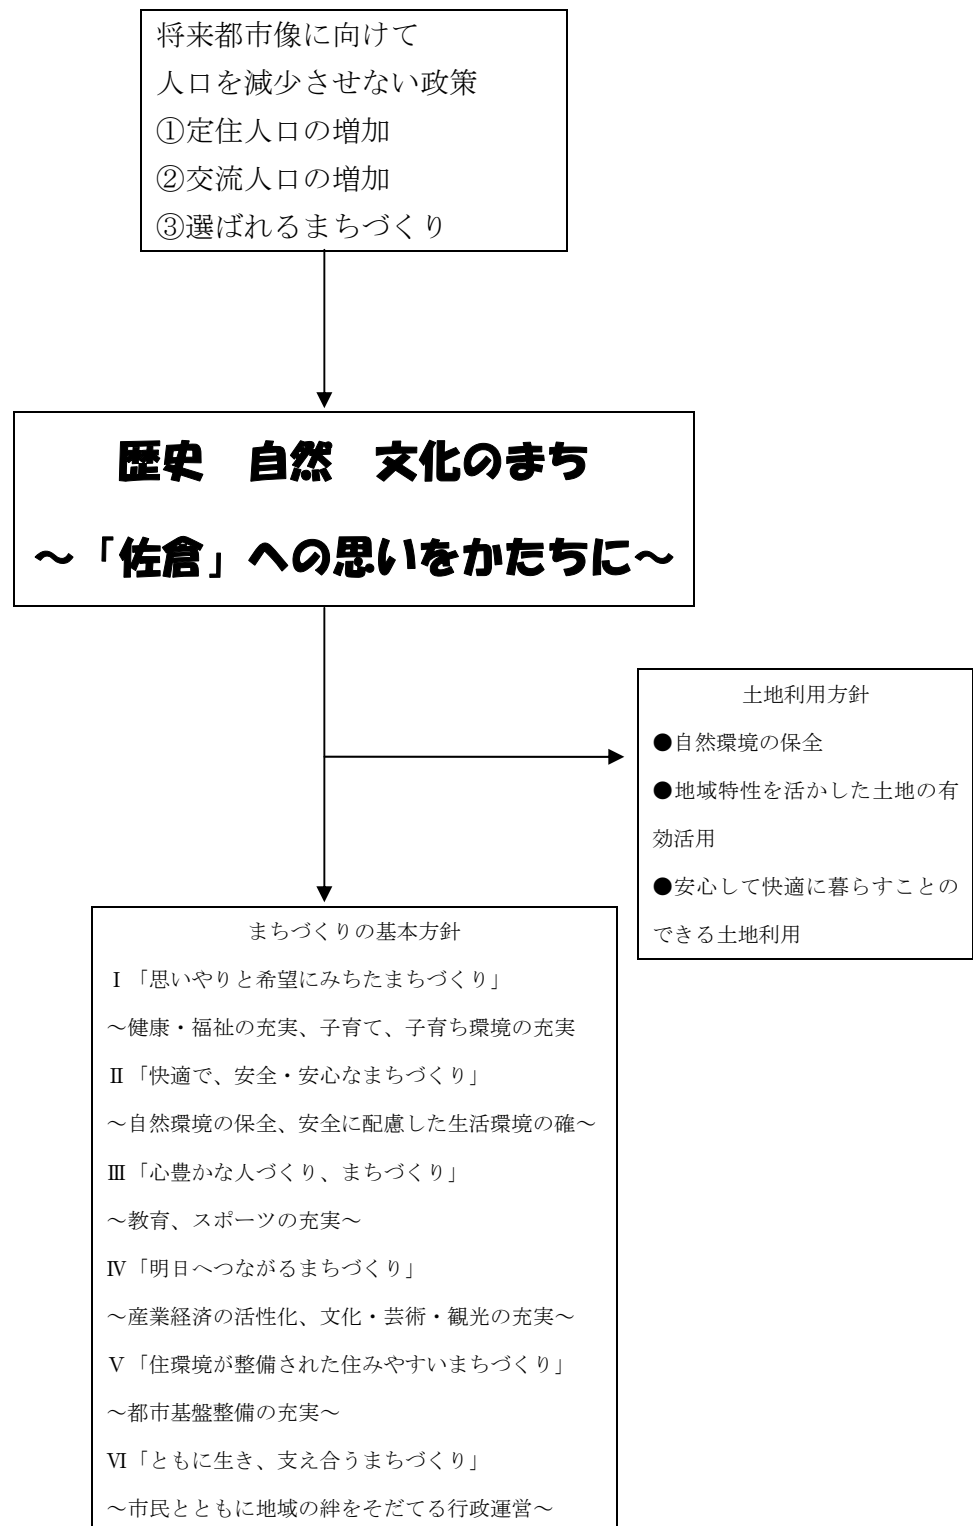 将来都市像に向けて
人口を減少させない政策
①定住人口の増加
②交流人口の増加
③選ばれるまちづくり
歴史　自然　文化のまち
～「佐倉」への思いをかたちに～
土地利用方針
●自然環境の保全
●地域特性を活かした土地の有
効活用
●安心して快適に暮らすことの
できる土地利用
まちづくりの基本方針
Ⅰ「思いやりと希望にみちたまちづくり」
～健康・福祉の充実、子育て、子育ち環境の充実
Ⅱ「快適で、安全・安心なまちづくり」
～自然環境の保全、安全に配慮した生活環境の確～
Ⅲ「心豊かな人づくり、まちづくり」
～教育、スポーツの充実～
Ⅳ「明日へつながるまちづくり」
～産業経済の活性化、文化・芸術・観光の充実～
Ⅴ「住環境が整備された住みやすいまちづくり」
～都市基盤整備の充実～
Ⅵ「ともに生き、支え合うまちづくり」
～市民とともに地域の絆をそだてる行政運営～